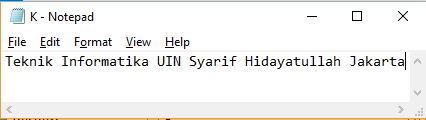 K - Notepad
File Edit Format View Help
Teknik Informatika UIN Syarif Hidayatullah Jakarta